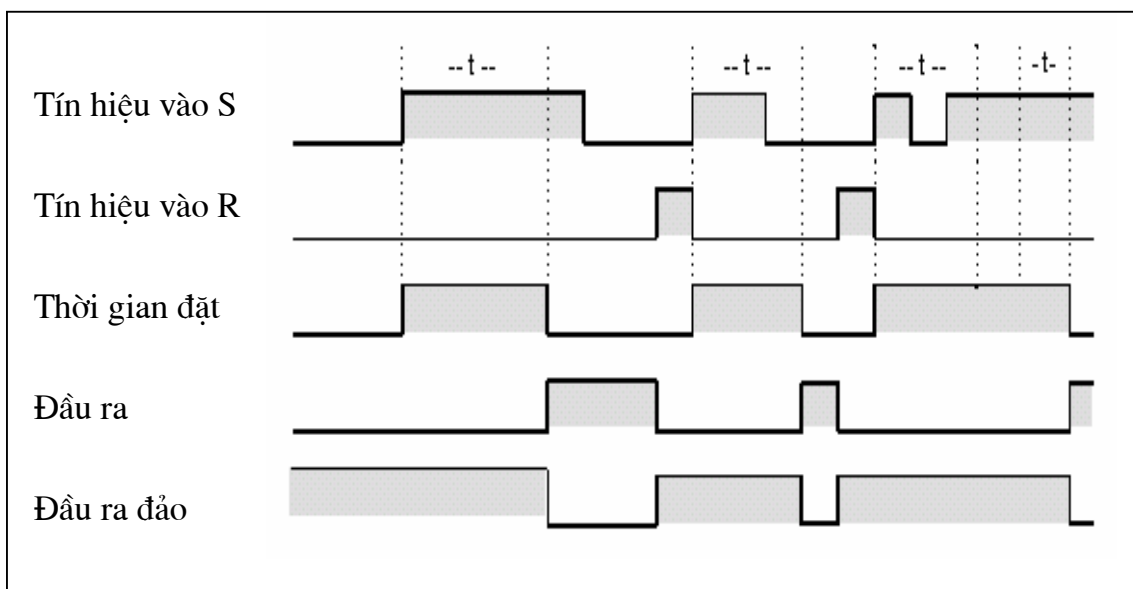 --t-- --t-- --t-- -t-
Tín hiệu vào S
Tín hiệu vào R
Thời gian đặt
Đầu ra
Đầu ra đảo